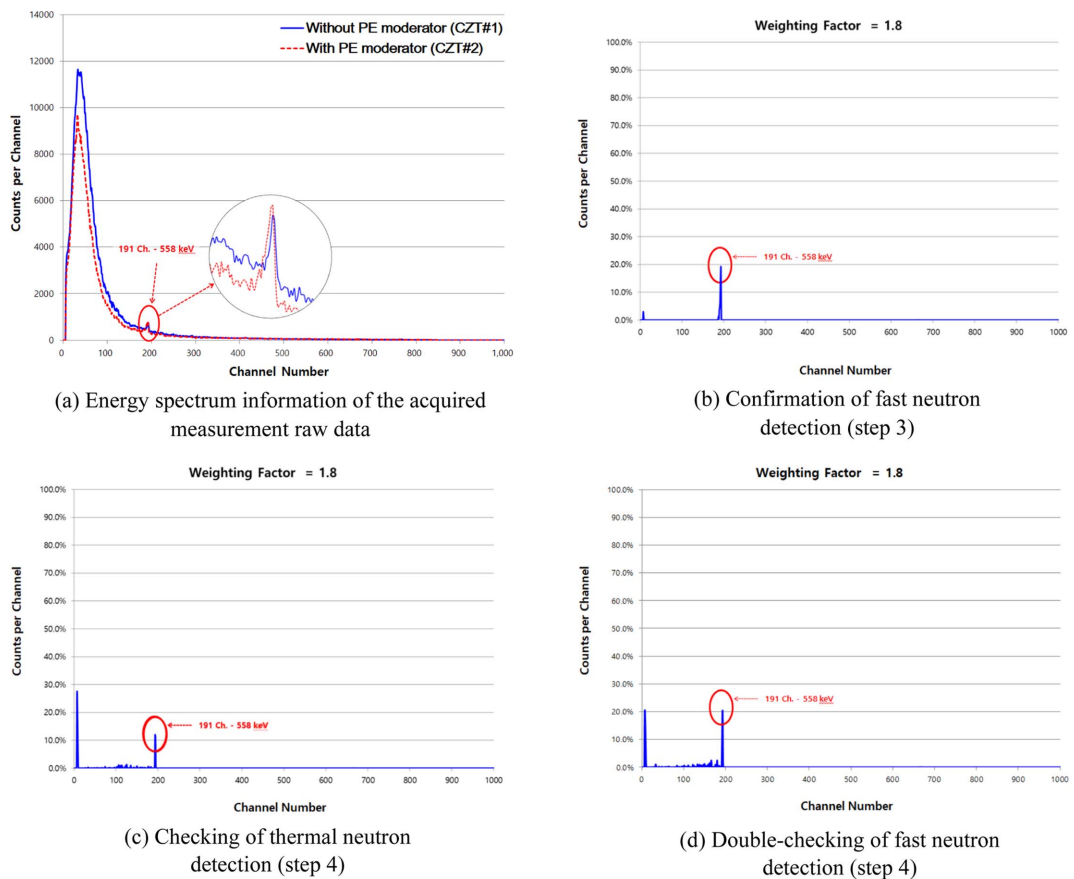 Without PE moderator (CZT#1)
With PE moderator (CZT#2)
14000
12000
10000
8000
6000
4000
2000
0
Counts per Channel
191 Ch. - 558 keV
0 100 200 300 400 500 600 700 800 900 1,000
Channel Number
(a) Energy spectrum information of the acquired
measurement raw data
Weighting Factor = 1.8
100.0%
90.0%
80.0%
70.0%
60.0%
50.0%
40.0%
30.0%
20.0%
10.0%
0.0%
Counts per Channel
191 Ch. - 558 keV
0 100 200 300 400 500 600 700 800 900 1000
Channel Number
(b) Confirmation of fast neutron
detection (step 3)
Weighting Factor = 1.8
100.0%
90.0%
80.0%
70.0%
60.0%
50.0%
40.0%
30.0%
20.0%
10.0%
0.0%
Counts per Channel
191 Ch. - 558 keV
0 100 200 300 400 500 600 700 800 900 1000
Channel Number
(c) Checking of thermal neutron
detection (step 4)
Weighting Factor = 1.8
100.0%
90.0%
80.0%
70.0%
60.0%
50.0%
40.0%
30.0%
20.0%
10.0%
0.0%
Counts per Channel
191 Ch. - 558 keV
0 100 200 300 400 500 600 700 800 900 1000
Channel Number
(d) Double-checking of fast neutron
detection (step 4)